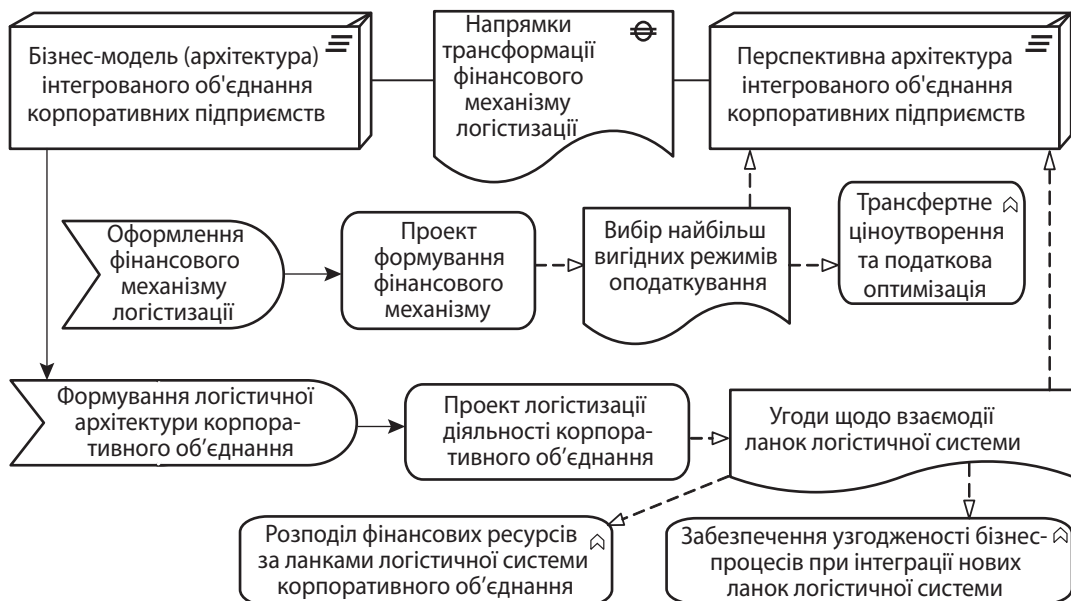 Бізнес-модель (архітектура)
інтегрованого об'єднання
корпоративних підприємств
Напрямки
трансформації
фінансового
механізму
логістизації
Перспективна архітектура
інтегрованого об'єднання
корпоративних підприємств
Оформлення
фінансового
механізму
логістизації
Проект
формування
фінансового
механізму
Вибір найбільш
вигідних режимів
оподаткування
Трансфертне
ціноутворення
та податкова
оптимізація
Формування логістичної
архітектури корпора-
тивного об’єднання
Проект логістизації
діяльності корпора-
тивного об’єднання
Угоди щодо взаємодії
ланок логістичної системи
Розподіл фінансових ресурсів
за ланками логістичної системи
корпоративного об’єднання
Забезпечення узгодженості бізнес-
процесів при інтеграції нових
ланок логістичної системи